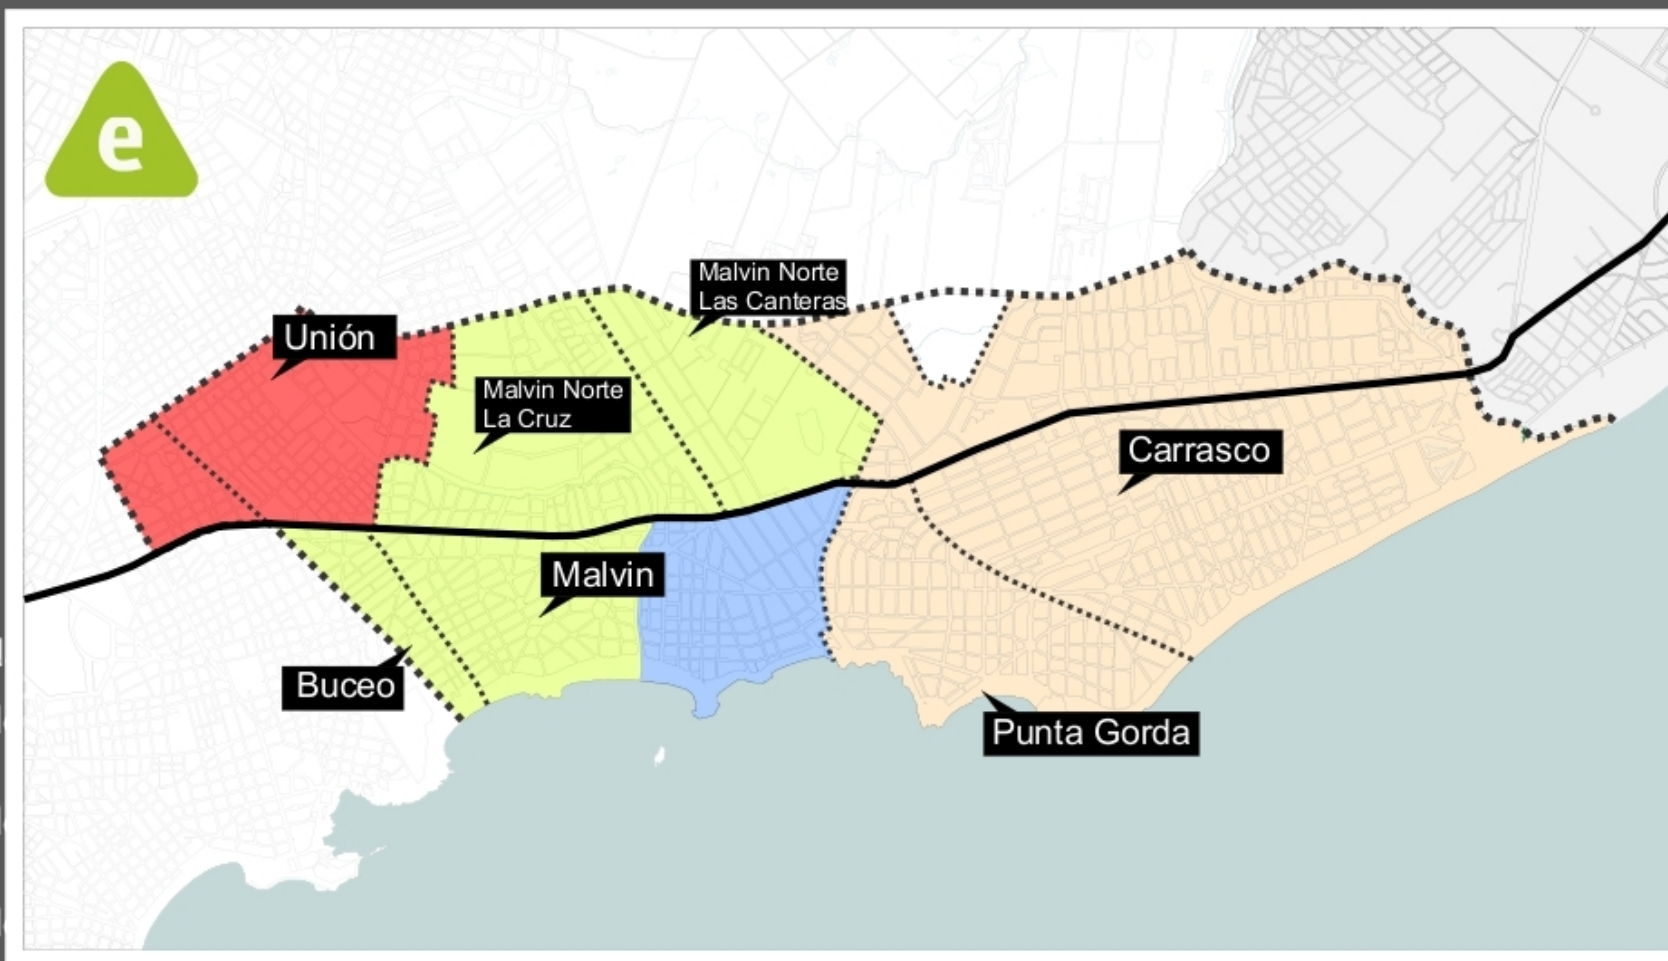 e
Malvin Norte
Las Canteras
Unión
Malvin Norte
La Cruz
Carrasco
Malvin
Buceo
Punta Gorda